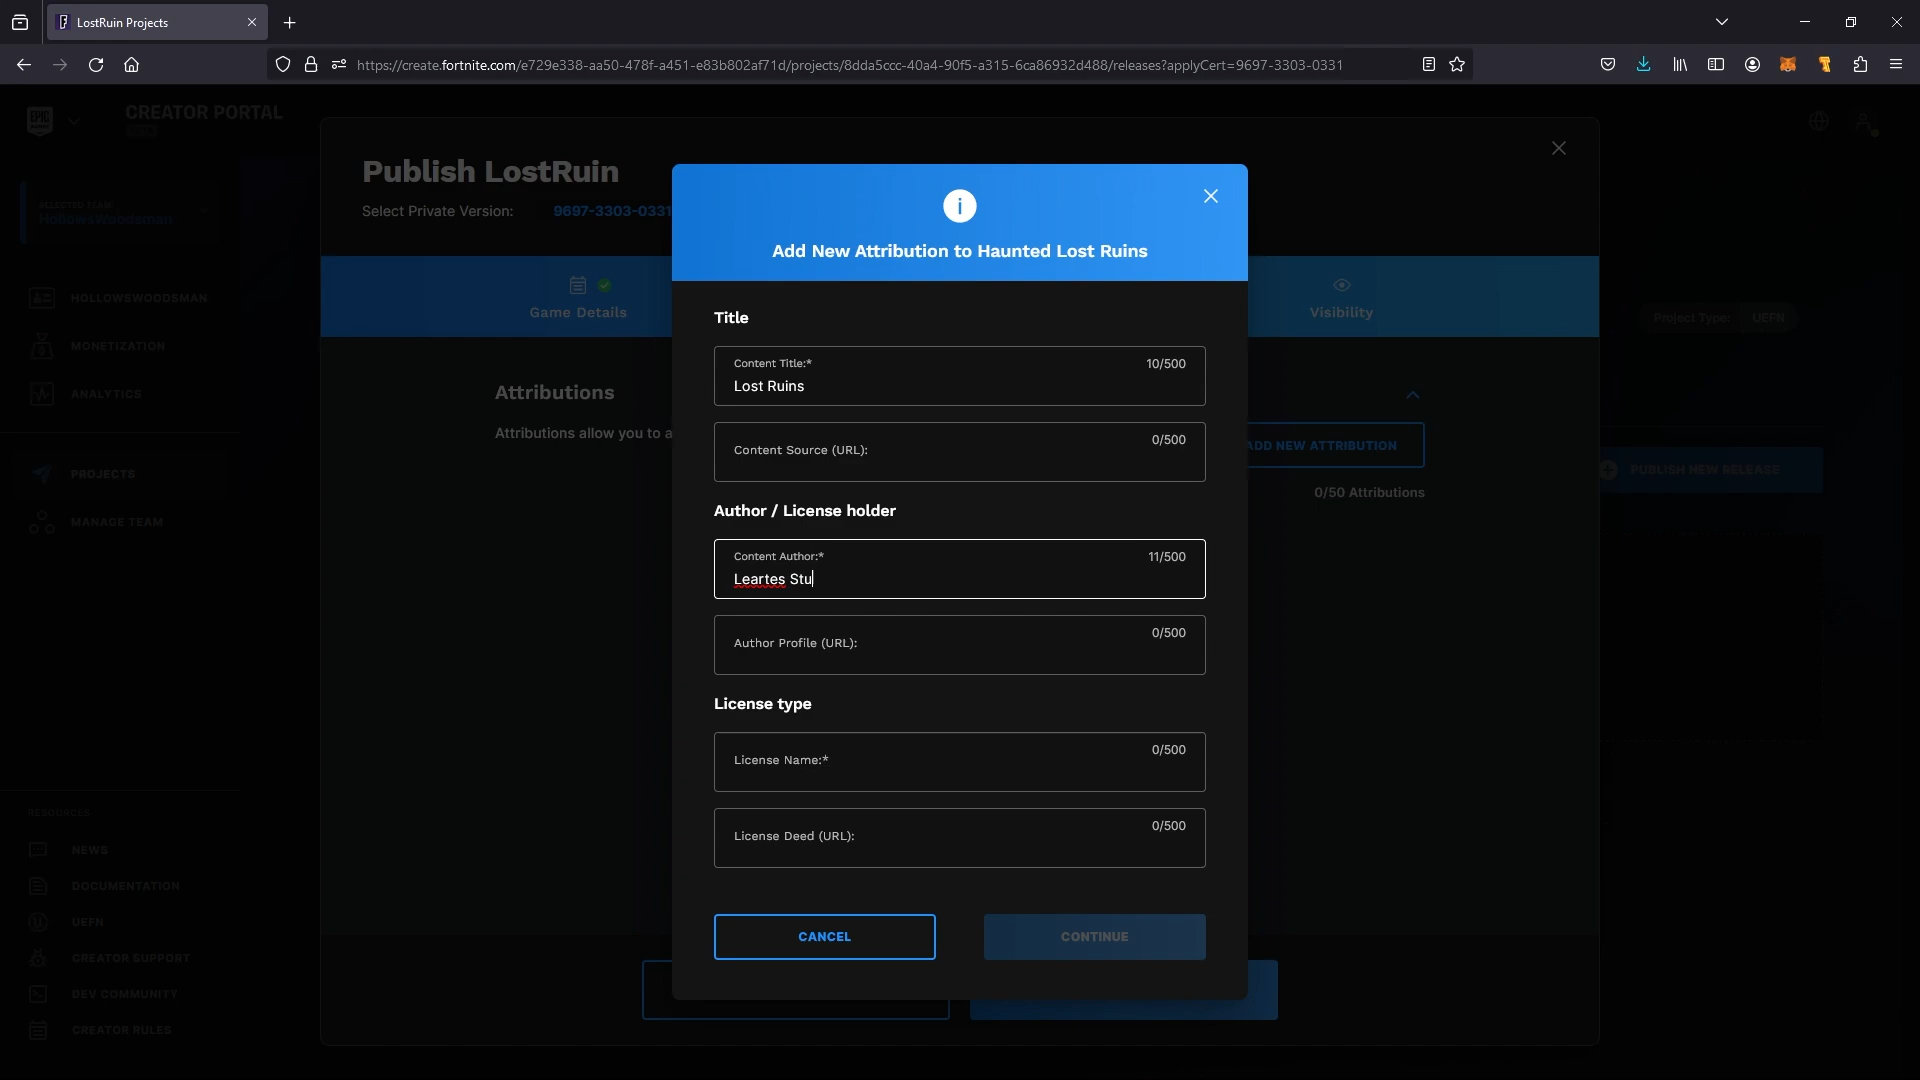 LostRuin Projects
https://create.fortnite.com/e729e338-aa50-478f-a451-e83b802af71d/projects/8dda5ccc-40a4-90f5-a315-6ca86932d488/releases?applyCert=9697-3303-0331
EPIC
CREATOR PORTAL
Publish LostRuin
Select Private Version: 9697-3303-0331
SELECTED TEAM:
HollowsWoodsman
HOLLOWSWOODSMAN
MONETIZATION
ANALYTICS
PROJECTS
MANAGE TEAM
RESOURCES
NEWS
DOCUMENTATION
UEFN
CREATOR SUPPORT
DEV COMMUNITY
CREATOR RULES
Game Details
Visibility
Project Type: UEFN
Attributions
Attributions allow you to a
ADD NEW ATTRIBUTION
0/50 Attributions
PUBLISH NEW RELEASE
Add New Attribution to Haunted Lost Ruins
Title
Content Title:* 10/500
Lost Ruins
Content Source (URL): 0/500
Author / License holder
Content Author:* 11/500
Leartes Stu
Author Profile (URL): 0/500
License type
License Name:* 0/500
License Deed (URL): 0/500
CANCEL
CONTINUE